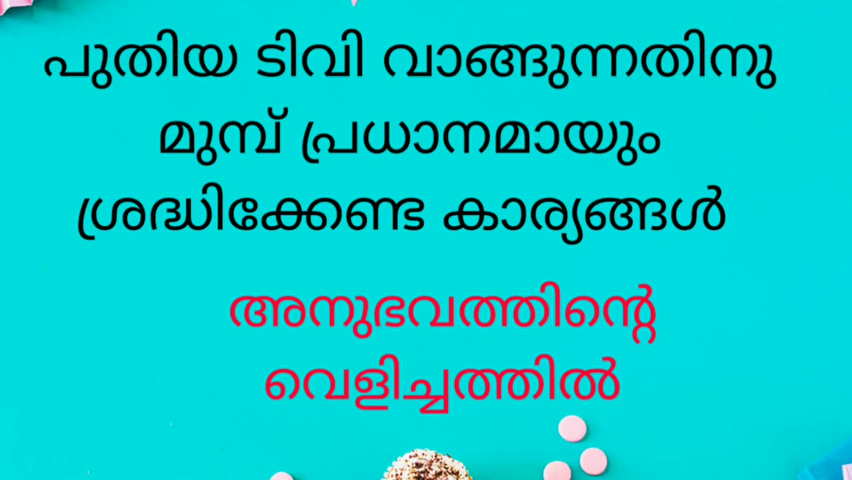 പുതിയ ടിവി വാങ്ങുന്നതിനു
മുമ്പ് പ്രധാനമായും
ശ്രദ്ധിക്കേണ്ട കാര്യങ്ങൾ
അനുഭവത്തിന്റെ
വെളിച്ചത്തിൽ